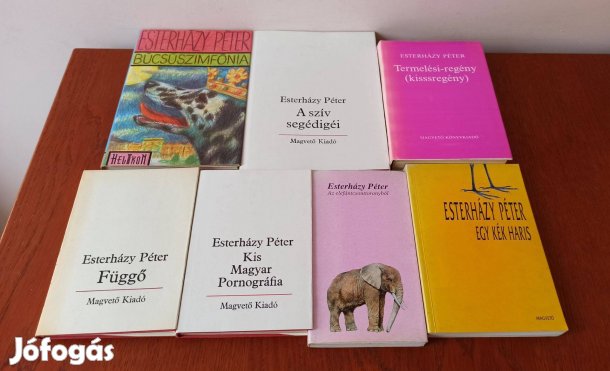 ESTERHÁZY PÉTER
BÚCSÚSZIMFÓNIA
HELIKON
Esterházy Péter
A szív
segédigéi
Magvető Kiadó
ESTERHÁZY PÉTER
Termelési-regény
(kisssregény)
MAGVETŐ KÖNYVKIADÓ
Esterházy Péter
Függő
Magvető Kiadó
Esterházy Péter
Kis
Magyar
Pornográfia
Magvető Kiadó
Esterházy Péter
Az elefántcsonttoronyból
ESTERHÁZY PÉTER
EGY KÉK HARIS
MAGVETŐ
Jófogás